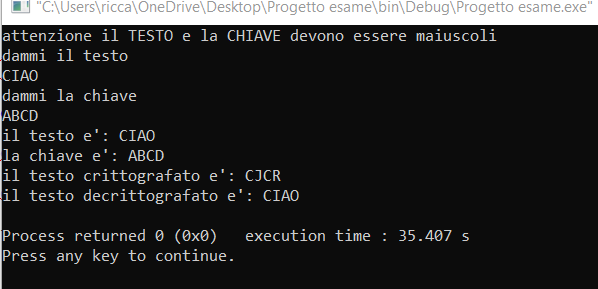 "C:\Users\ricca\OneDrive\Desktop\Progetto esame\bin\Debug\Progetto esame.exe"
attenzione il TESTO e la CHIAVE devono essere maiuscoli
dammi il testo
CIAO
dammi la chiave
ABCD
il testo e': CIAO
la chiave e': ABCD
il testo crittografato e': CJCR
il testo decrittografato e': CIAO
Process returned 0 (0x0)   execution time : 35.407 s
Press any key to continue.